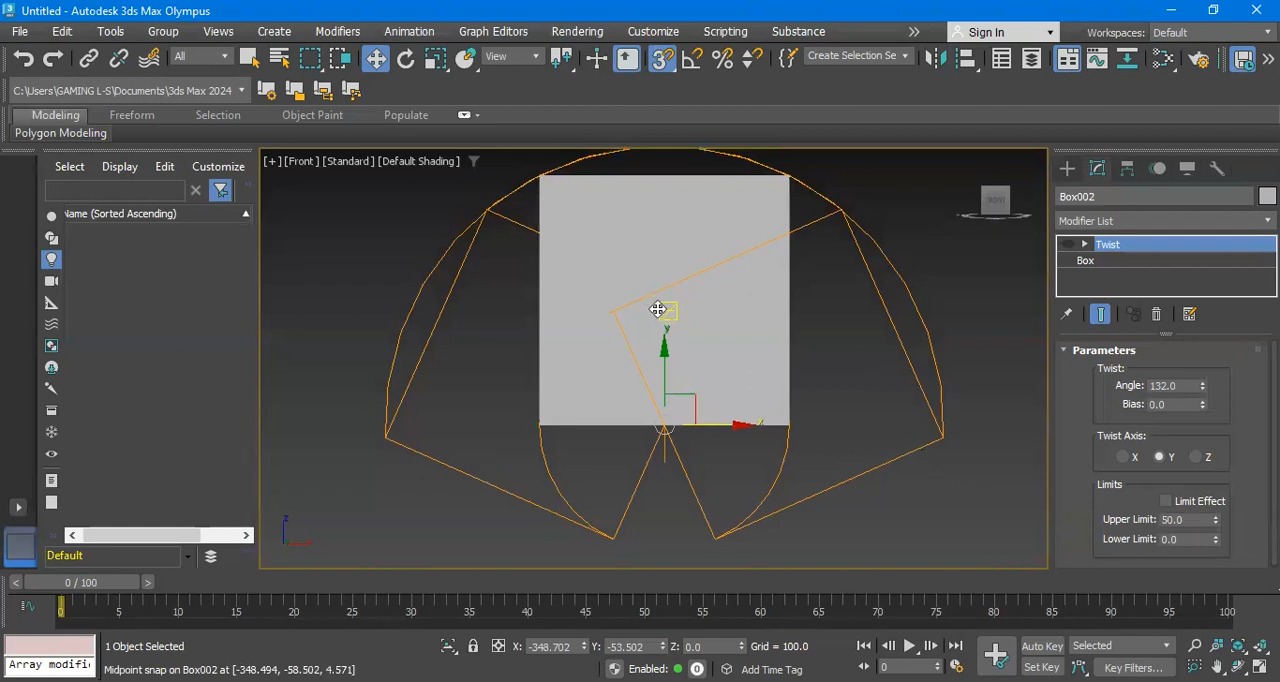 Untitled - Autodesk 3ds Max Olympus
File Edit Tools Group Views Create Modifiers Animation Graph Editors Rendering Customize Scripting Substance Sign In Workspaces: Default
All View Create Selection Se
C:\Users\GAMING L-S\Documents\3ds Max 2024
Modeling Freeform Selection Object Paint Populate
Polygon Modeling
Select Display Edit Customize
[+] [Front] [Standard] [Default Shading]
Name (Sorted Ascending)
Box002
Modifier List
Twist
Box
Parameters
Twist:
Angle: 132.0
Bias: 0.0
Twist Axis:
X Y Z
Limits
Limit Effect
Upper Limit: 50.0
Lower Limit: 0.0
y
z
Default
0 / 100
0 5 10 15 20 25 30 35 40 45 50 55 60 65 70 75 80 85 90 95 100
1 Object Selected X: -348.702 Y: -53.502 Z: 0.0 Grid = 100.0 Auto Key Selected
Array modifi
Midpoint snap on Box002 at [-348.494, -58.502, 4.571] Enabled: 0 Add Time Tag 0 Set Key Key Filters...